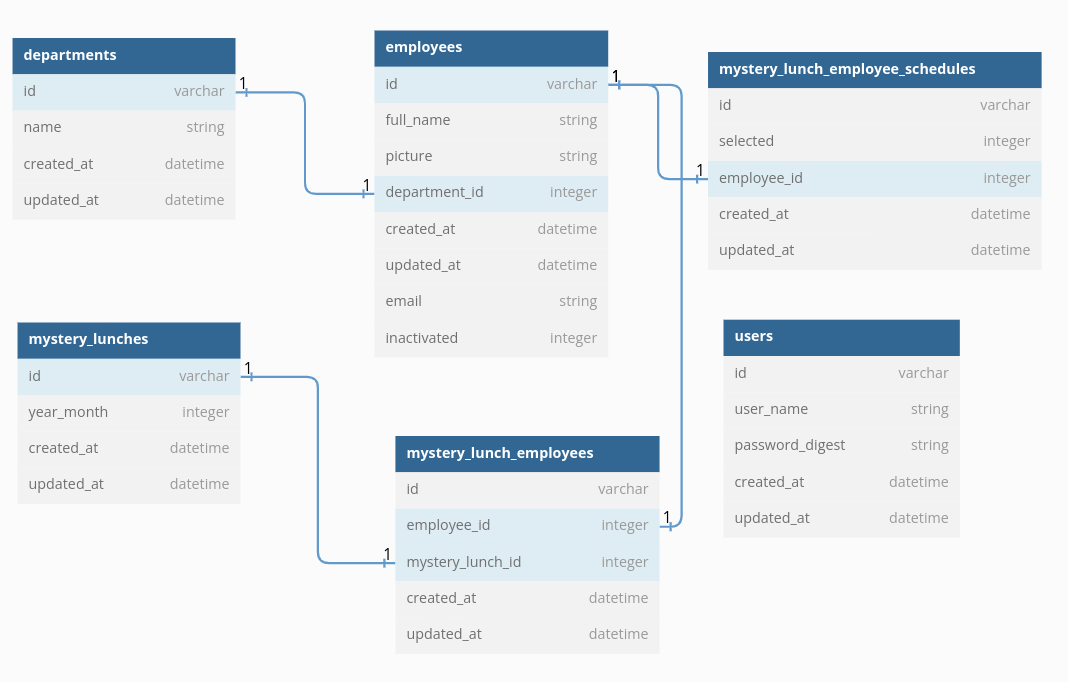 departments
id varchar
name string
created_at datetime
updated_at datetime
1
1
employees
id varchar
full_name string
picture string
department_id integer
created_at datetime
updated_at datetime
email string
inactivated integer
1
1
mystery_lunch_employee_schedules
id varchar
selected integer
employee_id integer
created_at datetime
updated_at datetime
mystery_lunches
id varchar
year_month integer
created_at datetime
updated_at datetime
1
1
mystery_lunch_employees
id varchar
employee_id integer
mystery_lunch_id integer
created_at datetime
updated_at datetime
1
users
id varchar
user_name string
password_digest string
created_at datetime
updated_at datetime